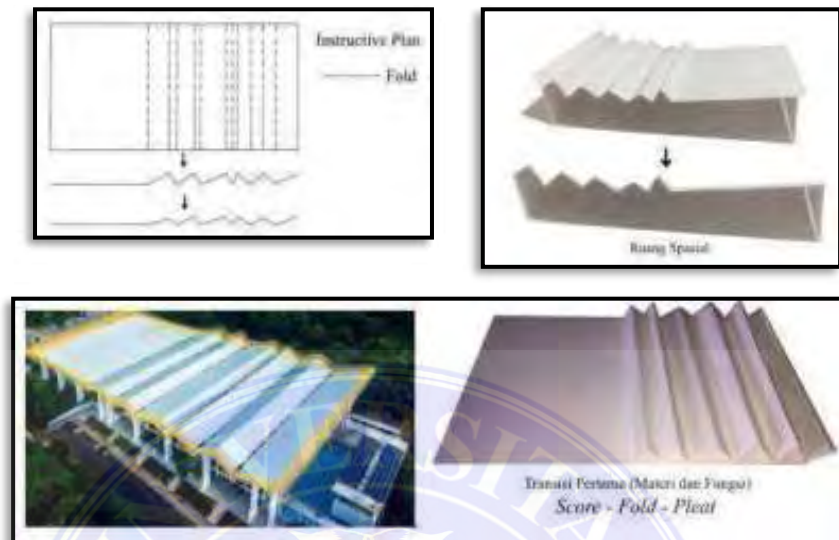 Instructive Plan
Fold
Ruang Spasial
Transisi Pertama (Materi dan Fungsi)
Score - Fold - Pleat